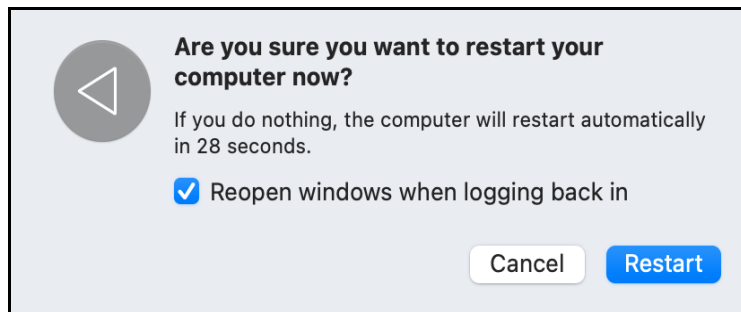 Are you sure you want to restart your
computer now?
If you do nothing, the computer will restart automatically
in 28 seconds.
Reopen windows when logging back in
Cancel
Restart